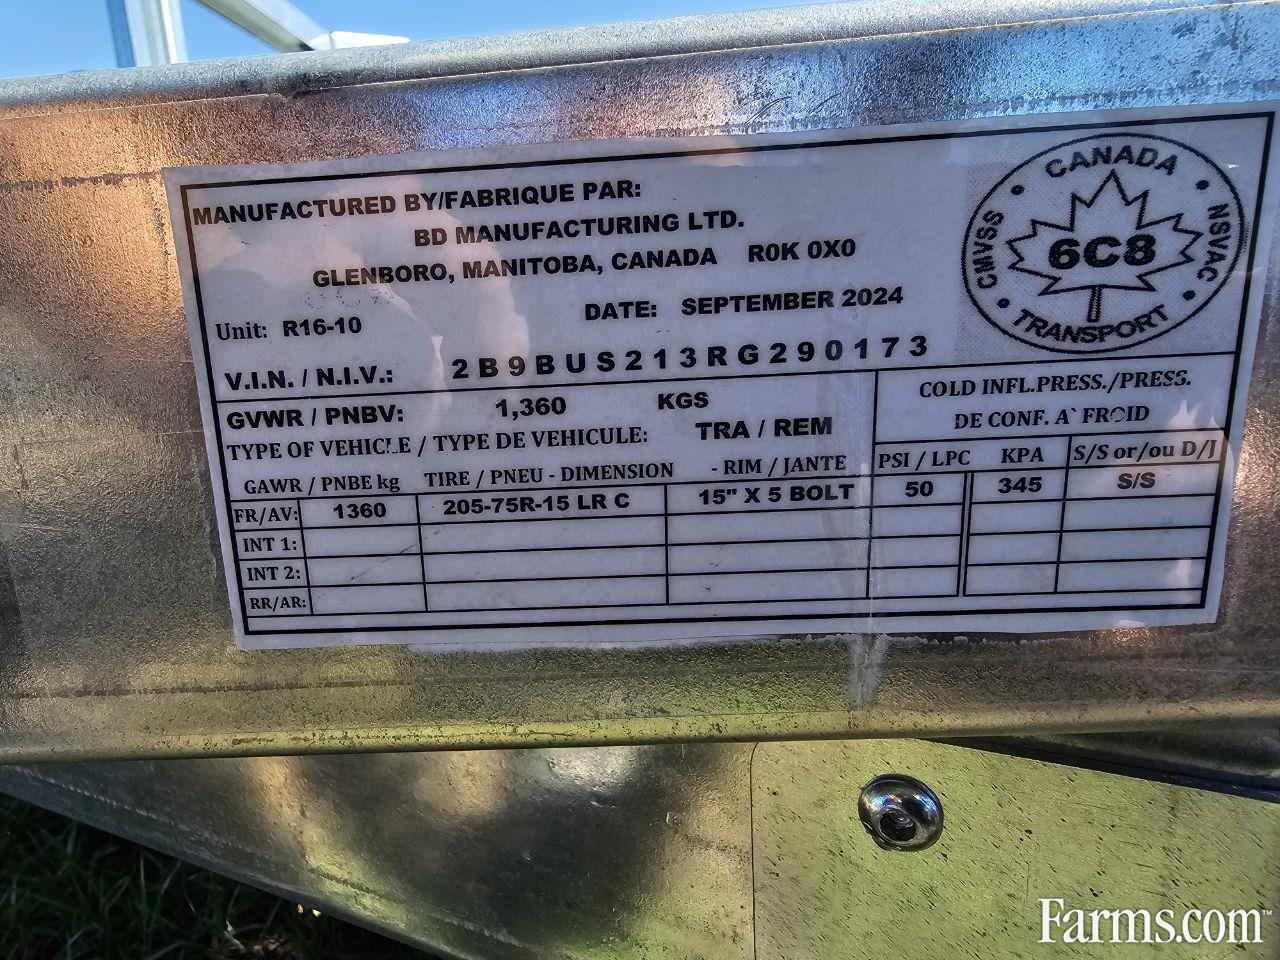 MANUFACTURED BY/FABRIQUE PAR:
BD MANUFACTURING LTD.
GLENBORO, MANITOBA, CANADA R0K 0X0
DATE: SEPTEMBER 2024
Unit: R16-10
V.I.N. / N.I.V.: 2B9BUS213RG290173
CANADA
CMVSS
6C8
NSVAC
TRANSPORT
GVWR / PNBV: 1,360 KGS
TYPE OF VEHICLE / TYPE DE VEHICULE: TRA / REM
COLD INFL.PRESS./PRESS.
DE CONF. A` FROID
GAWR / PNBE kg TIRE / PNEU - DIMENSION - RIM / JANTE PSI / LPC KPA S/S or/ou D/J
FR/AV: 1360 205-75R-15 LR C 15" X 5 BOLT 50 345 S/S
INT 1:
INT 2:
RR/AR:
Farms.com™